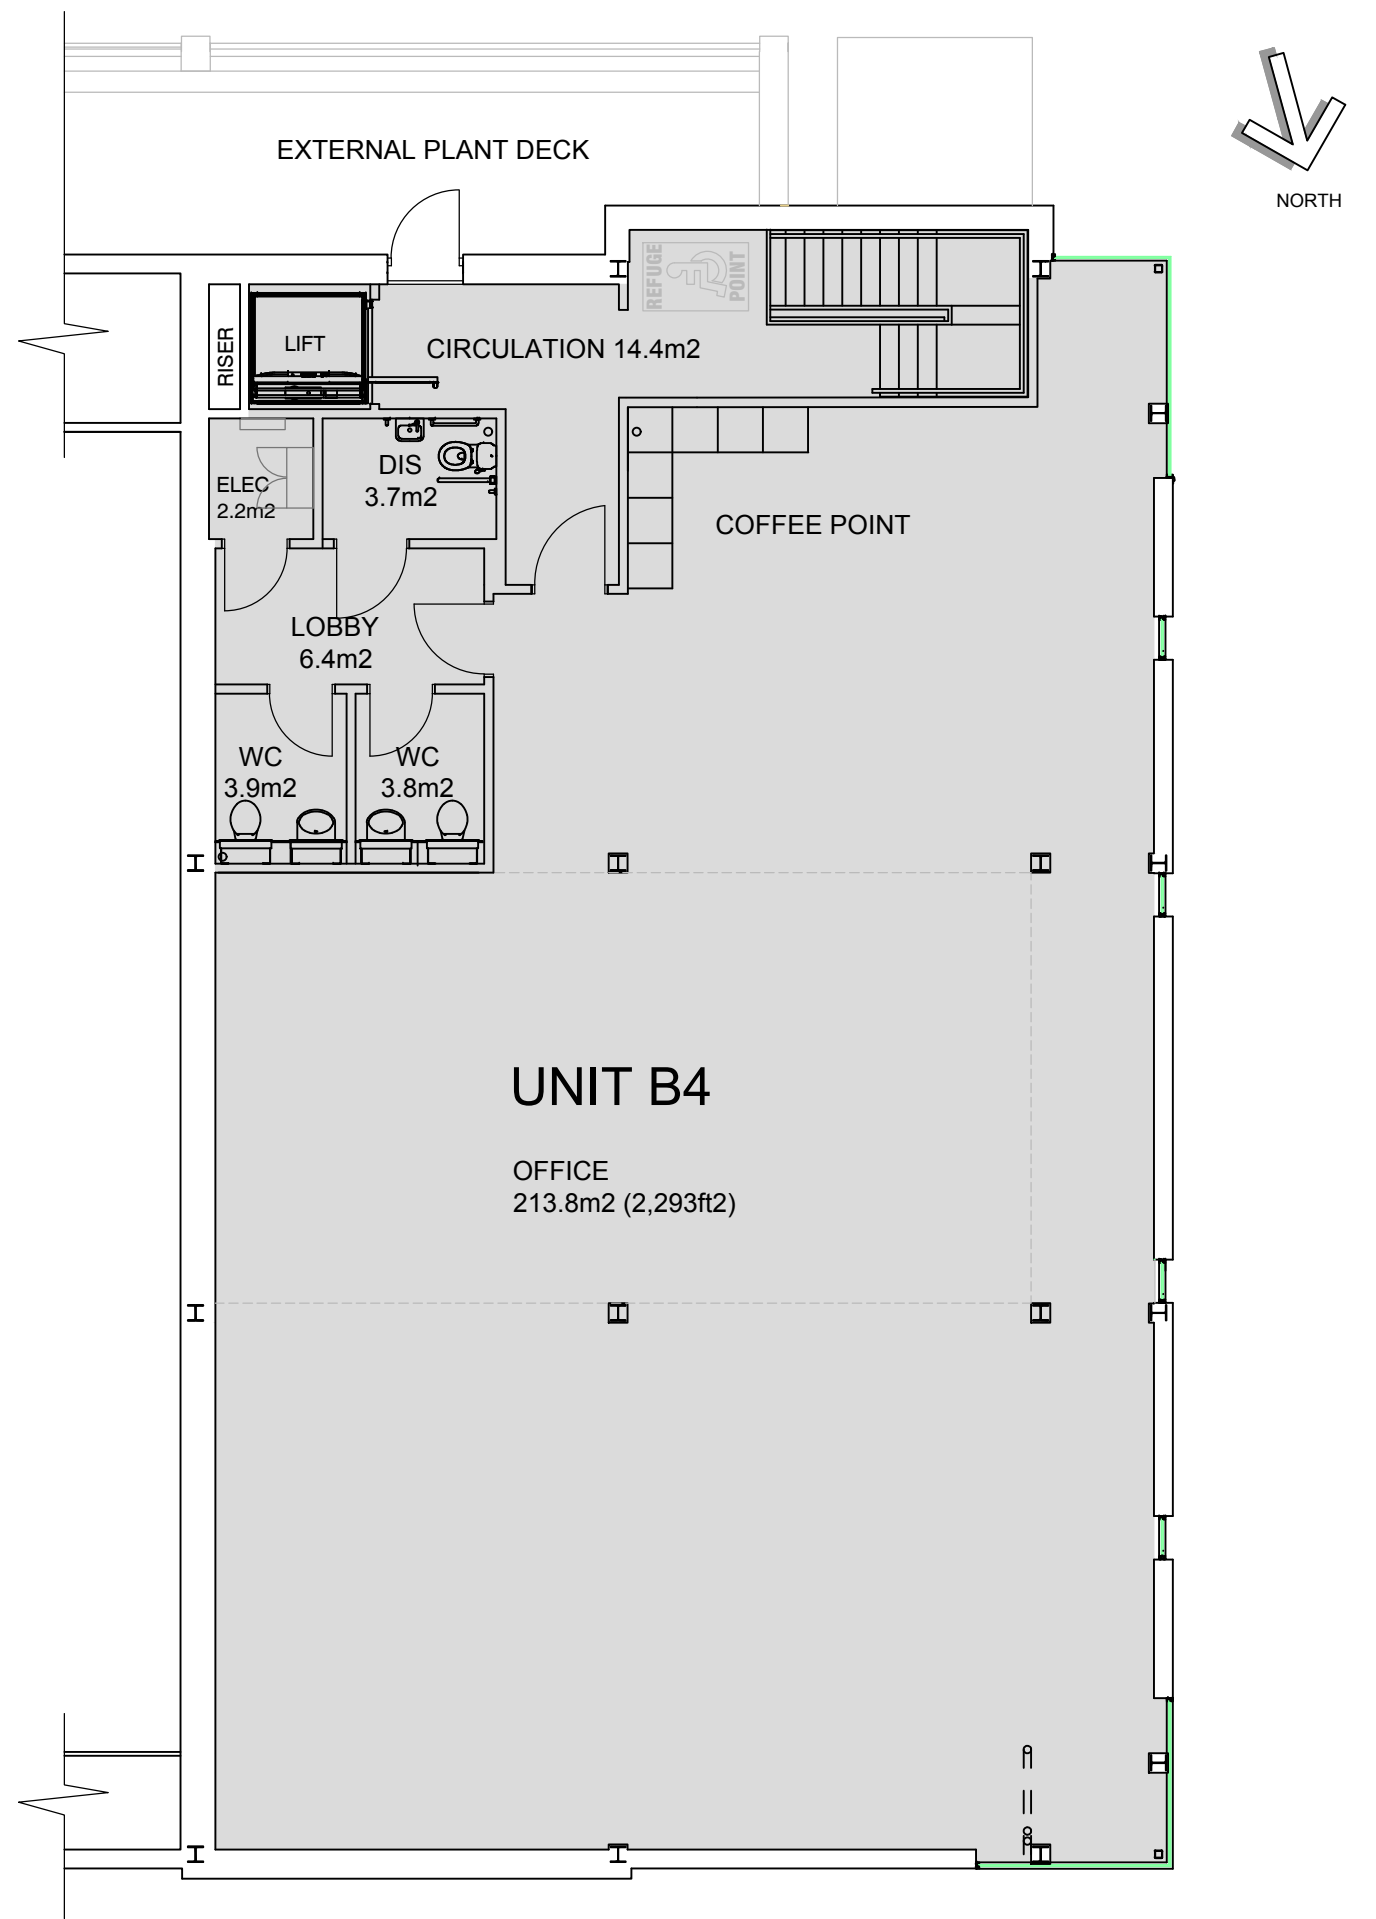 EXTERNAL PLANT DECK
NORTH
REFUGE
POINT
RISER
LIFT
CIRCULATION 14.4m2
ELEC
2.2m2
DIS
3.7m2
COFFEE POINT
LOBBY
6.4m2
WC
3.9m2
WC
3.8m2
UNIT B4
OFFICE
213.8m2 (2,293ft2)